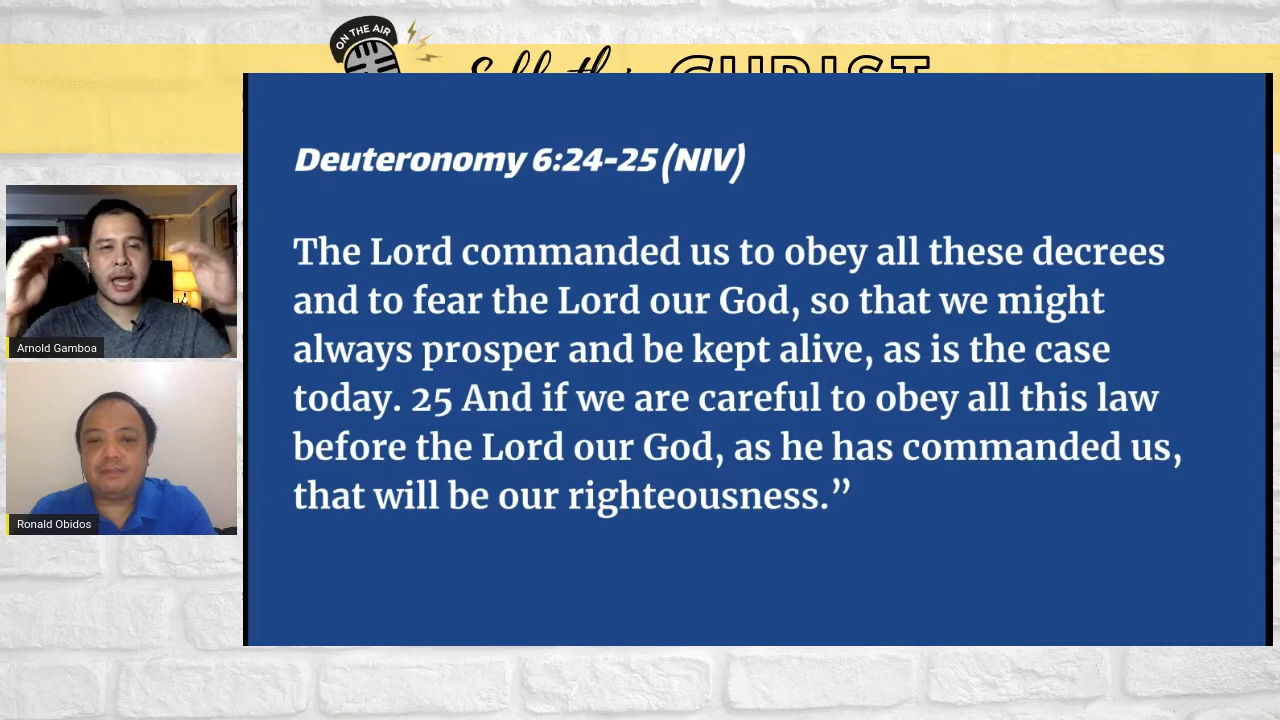 ON THE AIR
CHRIST
Deuteronomy 6:24-25 (NIV)
The Lord commanded us to obey all these decrees
and to fear the Lord our God, so that we might
always prosper and be kept alive, as is the case
today. 25 And if we are careful to obey all this law
before the Lord our God, as he has commanded us,
that will be our righteousness.”
Arnold Gamboa
Ronald Obidos